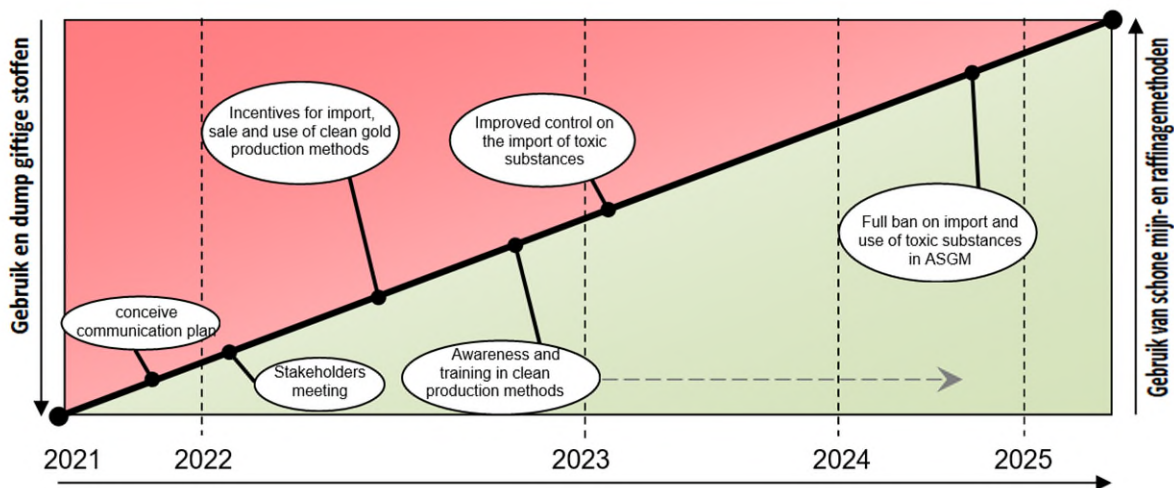 Gebruik en dump giftige stoffen
Incentives for import,
sale and use of clean gold
production methods
Improved control on
the import of toxic
substances
Full ban on import and
use of toxic substances
in ASGM
conceive
communication plan
Stakeholders
meeting
Awareness and
training in clean
production methods
Gebruik van schone mijn- en raffinagemethoden
2021
2022
2023
2024
2025